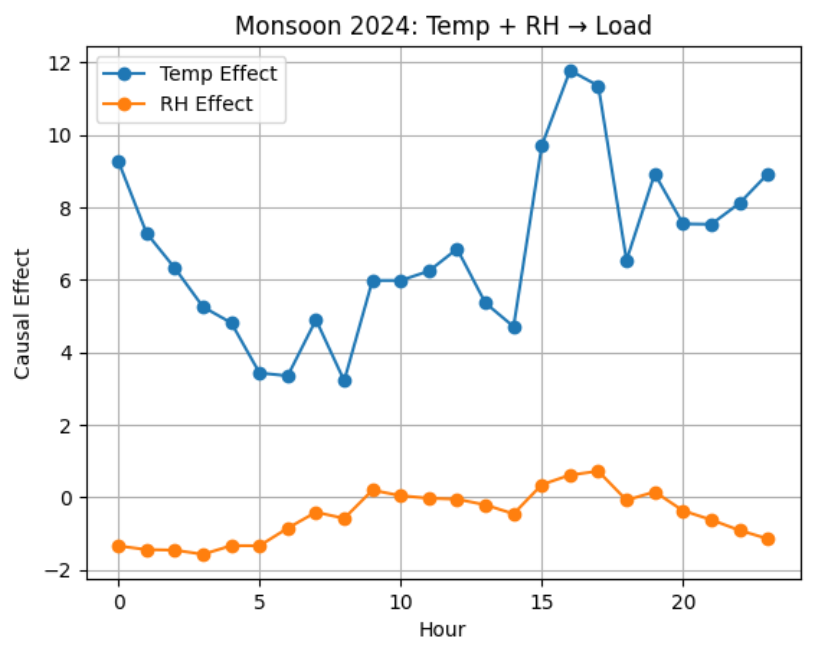 Monsoon 2024: Temp + RH → Load
Temp Effect
RH Effect
Causal Effect
12
10
8
6
4
2
0
−2
0 5 10 15 20
Hour